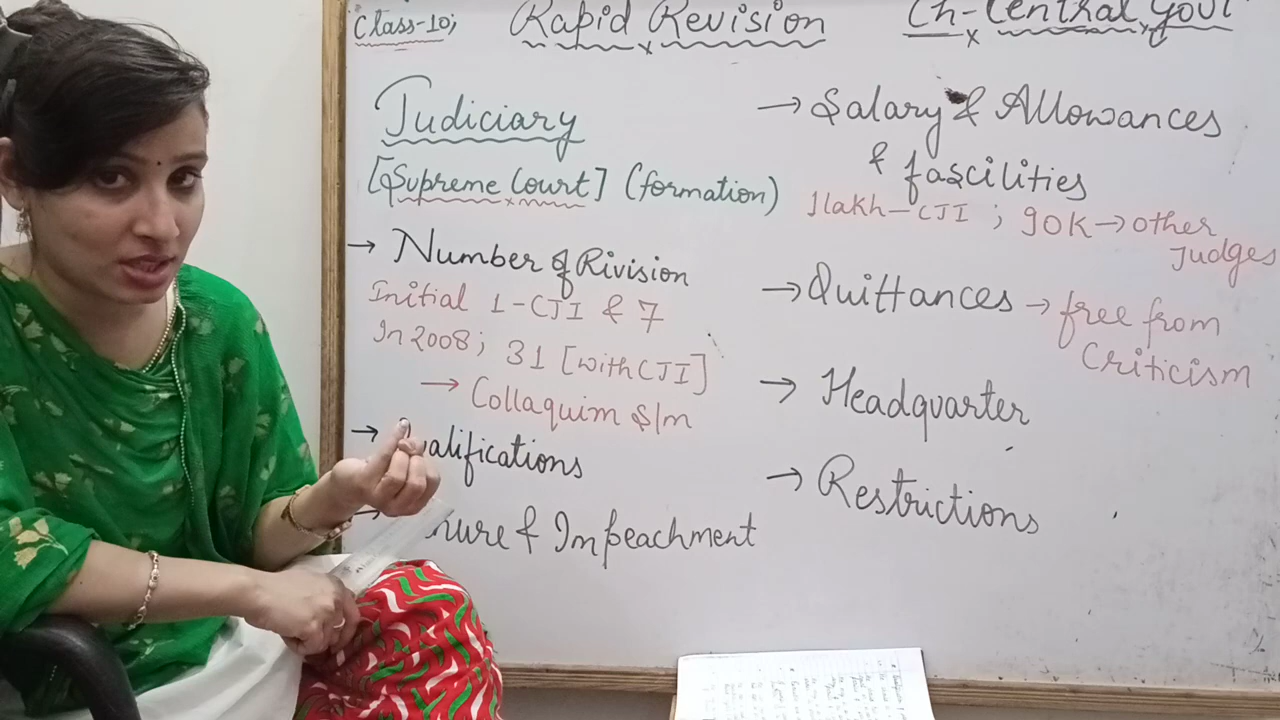 Class-10;
Rapid Revision
Ch-Central Govt
Judiciary
[Supreme Court] (formation)
→ Number of Rivision
Initial 1-CJI & 7
In 2008; 31 [with CJI]
→ Collaquim S/m
→ Qualifications
→ nure & Impeachment
→ Salary & Allowances
& fascilities
1lakh-CJI ; 90K→other
Judges
→Quittances → free from
Criticism
→ Headquarter
→ Restrictions